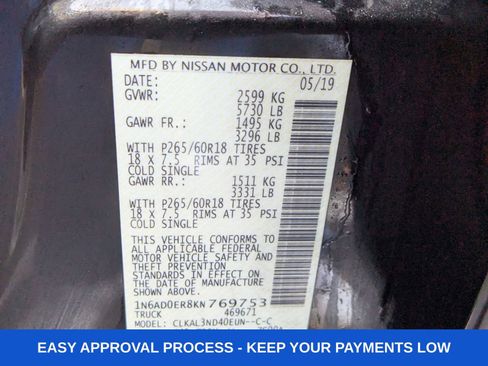 MFD BY NISSAN MOTOR CO., LTD.
DATE: 05/19
GVWR: 2599 KG
5730 LB
GAWR FR.: 1495 KG
3296 LB
WITH P265/60R18 TIRES
18 X 7.5 RIMS AT 35 PSI
COLD SINGLE
GAWR RR.: 1511 KG
3331 LB
WITH P265/60R18 TIRES
18 X 7.5 RIMS AT 35 PSI
COLD SINGLE
THIS VEHICLE CONFORMS TO
ALL APPLICABLE FEDERAL
MOTOR VEHICLE SAFETY AND
THEFT PREVENTION
STANDARDS IN EFFECT ON
THE DATE OF MANUFACTURE
SHOWN ABOVE.
1N6AD0ER8KN769753
TRUCK 469671
MODEL: CLKAL3ND40EUN--C-C
EASY APPROVAL PROCESS - KEEP YOUR PAYMENTS LOW